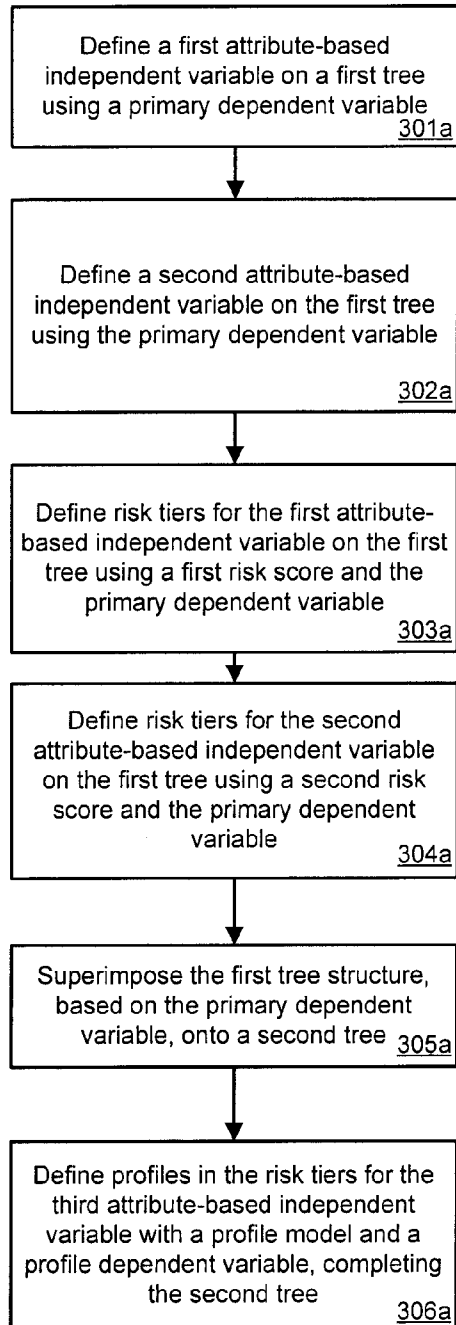 Define a first attribute-based
independent variable on a first tree
using a primary dependent variable
301a
Define a second attribute-based
independent variable on the first tree
using the primary dependent variable
302a
Define risk tiers for the first attribute-
based independent variable on the first
tree using a first risk score and the
primary dependent variable
303a
Define risk tiers for the second
attribute-based independent variable
on the first tree using a second risk
score and the primary dependent
variable
304a
Superimpose the first tree structure,
based on the primary dependent
variable, onto a second tree
305a
Define profiles in the risk tiers for the
third attribute-based independent
variable with a profile model and a
profile dependent variable, completing
the second tree
306a